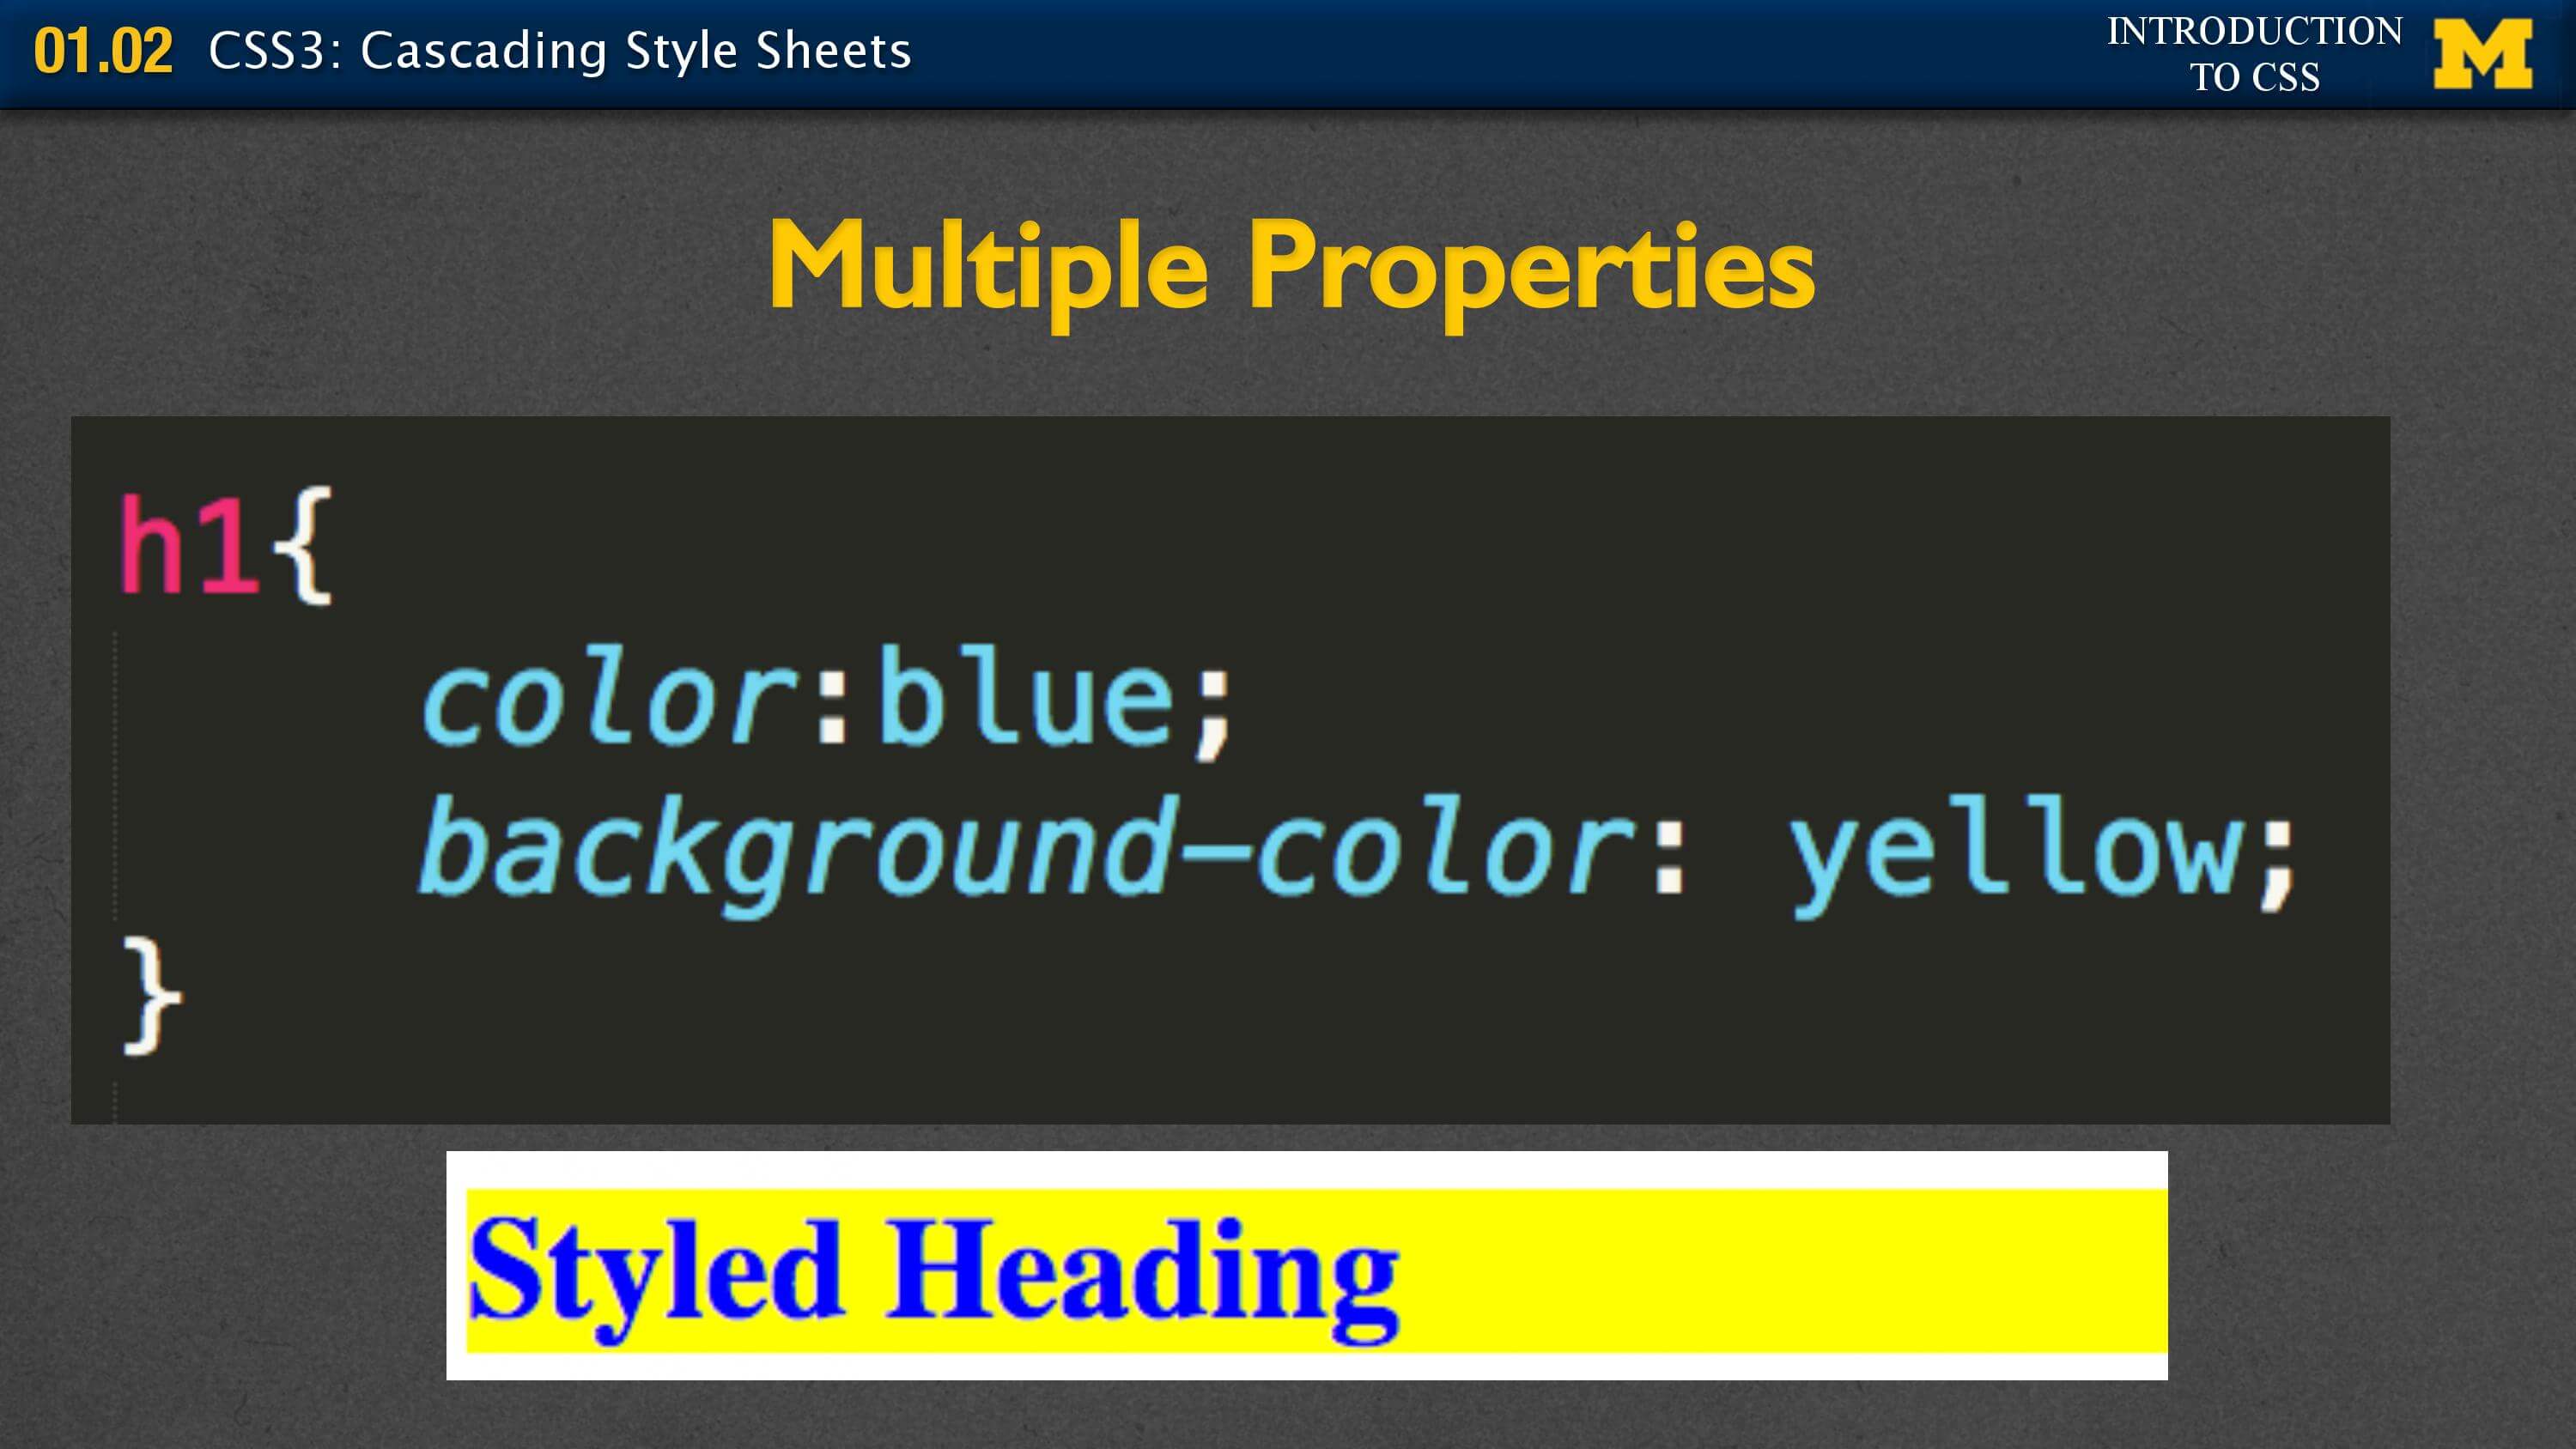 01.02 CSS3: Cascading Style Sheets
INTRODUCTION
TO CSS
M
Multiple Properties
h1{
color:blue;
background-color: yellow;
}
Styled Heading